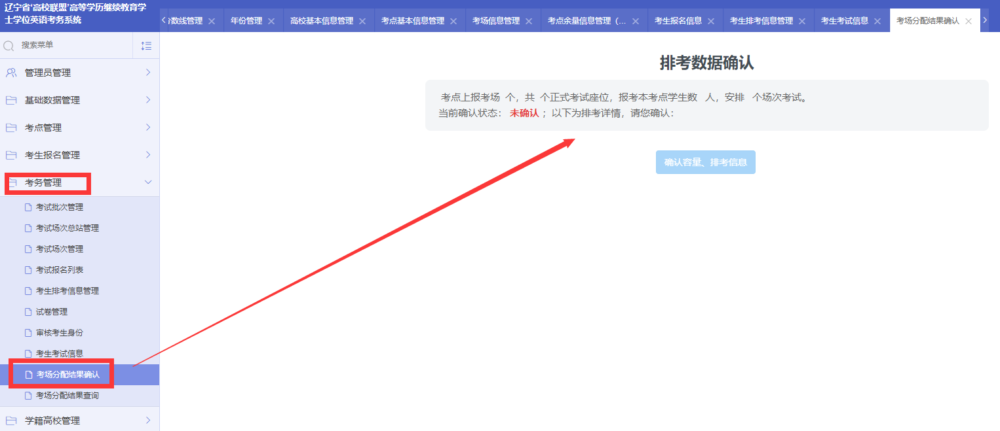 辽宁省'高校联盟'高等学历继续教育学
士学位英语考务系统
数线管理
年份管理
高校基本信息管理
考点基本信息管理
考场信息管理
考点余量信息管理（...
考生报名信息
考生排考信息管理
考生考试信息
考场分配结果确认
搜索菜单
管理员管理
基础数据管理
考点管理
考生报名管理
考务管理
考试批次管理
考试场次总站管理
考试场次管理
考试报名列表
考生排考信息管理
试卷管理
审核考生身份
考生考试信息
考场分配结果确认
考场分配结果查询
学籍高校管理
排考数据确认
考点上报考场 个，共 个正式考试座位，报考本考点学生数 人，安排 个场次考试。
当前确认状态： 未确认 ；以下为排考详情，请您确认：
确认容量、排考信息